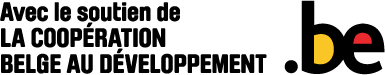 Avec le soutien de
LA COOPÉRATION
BELGE AU DÉVELOPPEMENT
.be